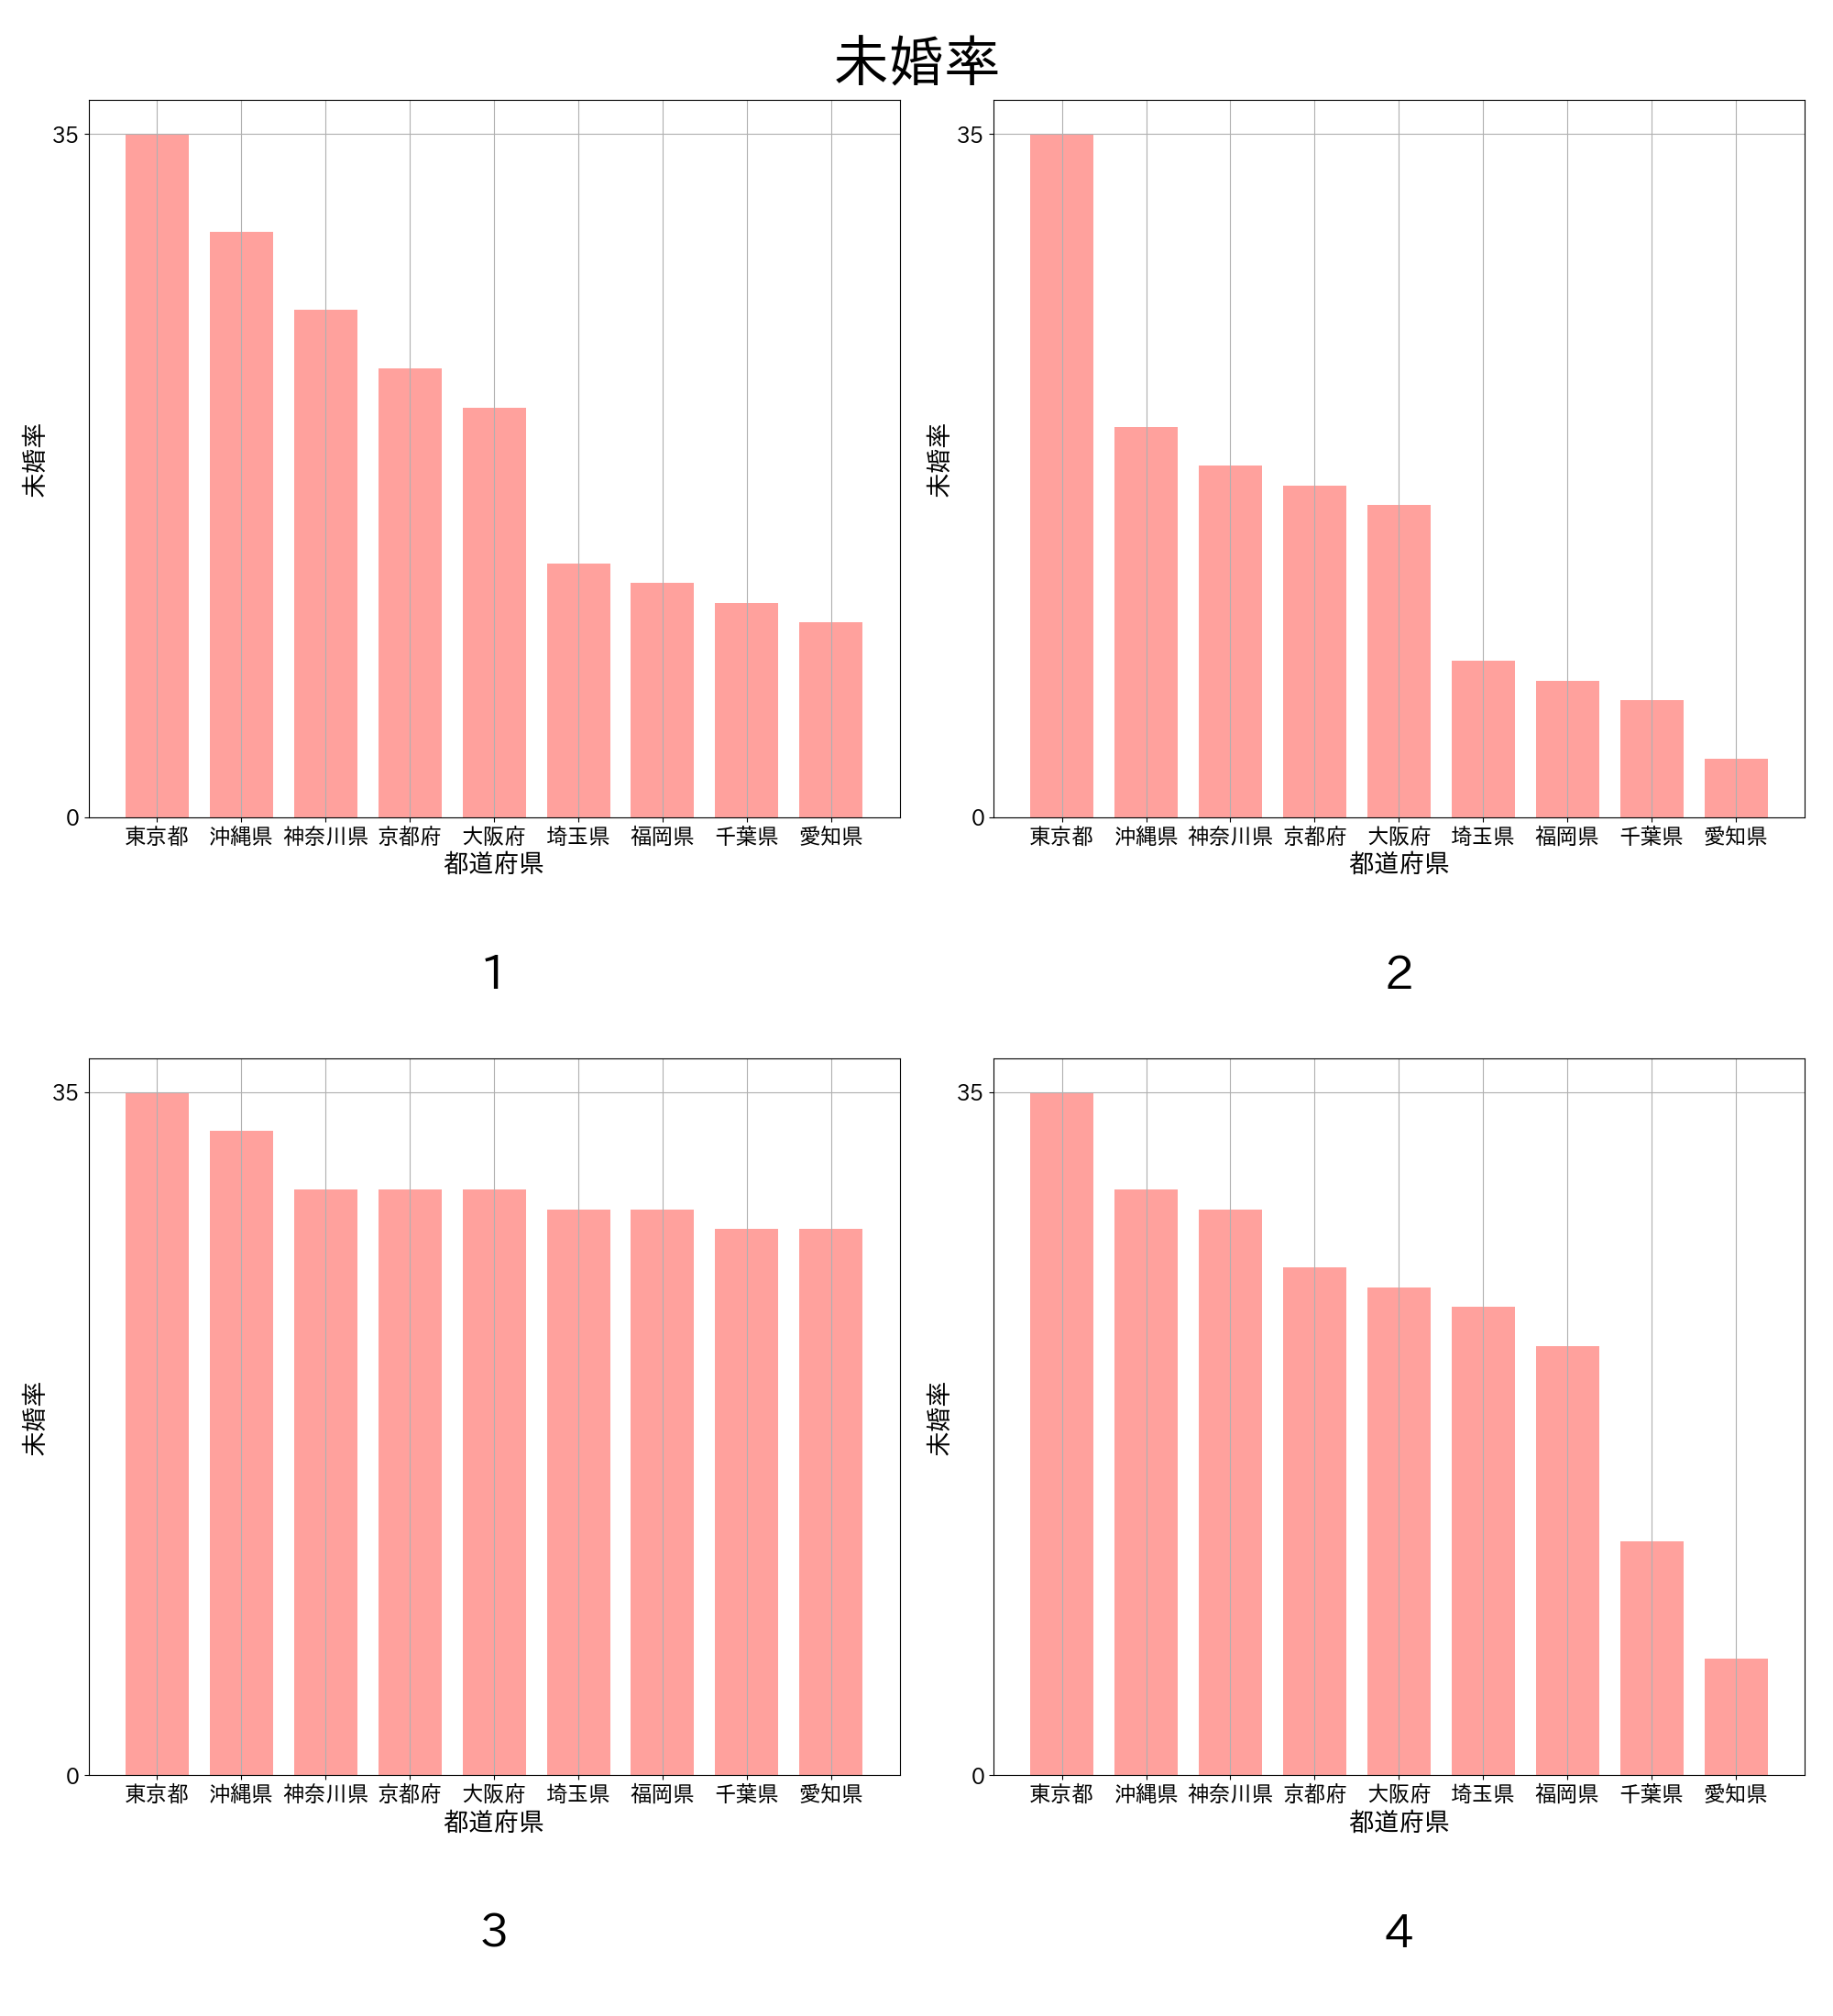 未婚率
35
0
未婚率
東京都 沖縄県 神奈川県 京都府 大阪府 埼玉県 福岡県 千葉県 愛知県
都道府県
1
35
0
未婚率
東京都 沖縄県 神奈川県 京都府 大阪府 埼玉県 福岡県 千葉県 愛知県
都道府県
2
35
0
未婚率
東京都 沖縄県 神奈川県 京都府 大阪府 埼玉県 福岡県 千葉県 愛知県
都道府県
3
35
0
未婚率
東京都 沖縄県 神奈川県 京都府 大阪府 埼玉県 福岡県 千葉県 愛知県
都道府県
4